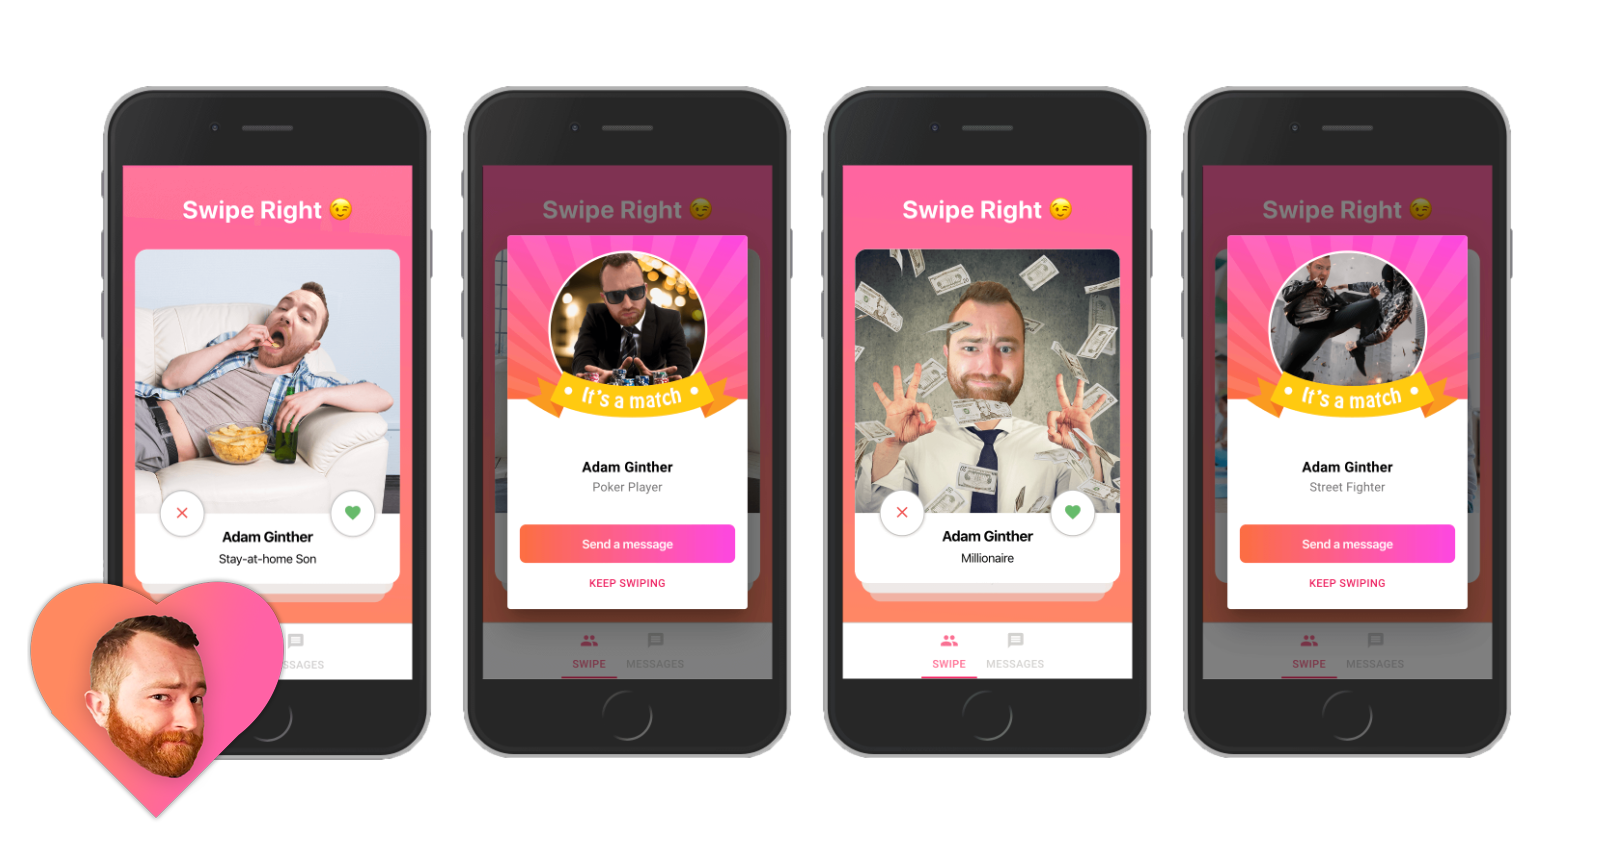 Swipe Right 😉
Adam Ginther
Stay-at-home Son
SSAGES
Swipe Right 😉
It's a match
Adam Ginther
Poker Player
Send a message
KEEP SWIPING
SWIPE
MESSAGES
Swipe Right 😉
Adam Ginther
Millionaire
SWIPE
MESSAGES
Swipe Right 😉
It's a match
Adam Ginther
Street Fighter
Send a message
KEEP SWIPING
SWIPE
MESSAGES